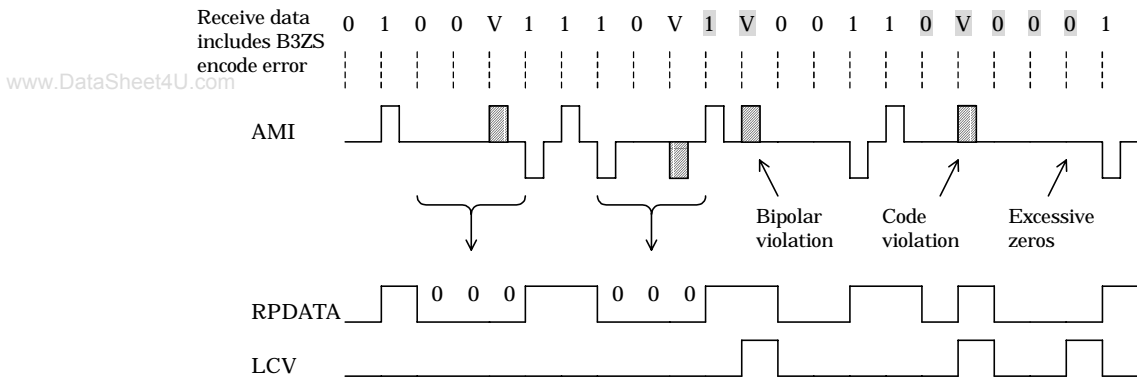 Receive data
includes B3ZS
encode error
0 1 0 0 V 1 1 1 0 V 1 V 0 0 1 1 0 V 0 0 0 1
www.DataSheet4U.com
AMI
Bipolar
violation
Code
violation
Excessive
zeros
RPDATA
0 0 0
0 0 0
LCV